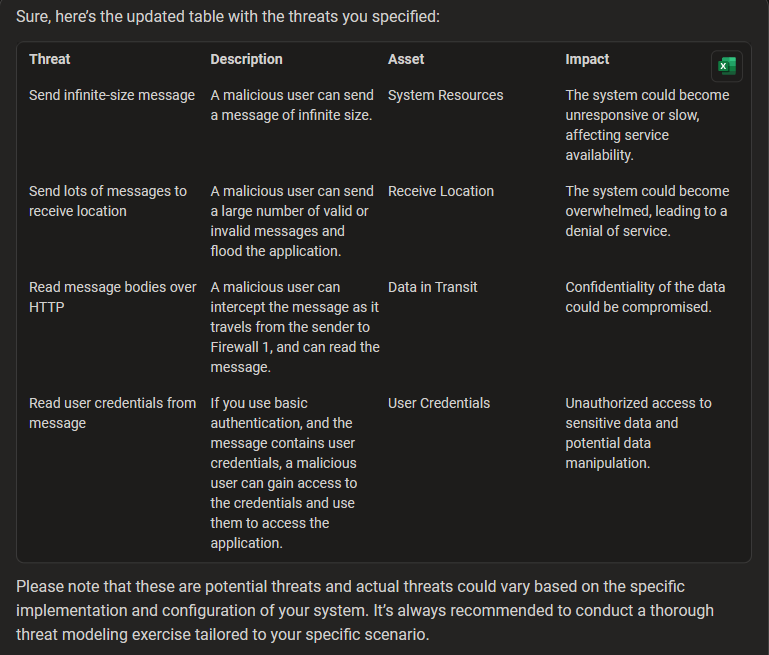 Sure, here’s the updated table with the threats you specified:
Threat Description Asset Impact
Send infinite-size message A malicious user can send System Resources The system could become
a message of infinite size. unresponsive or slow,
affecting service
availability.
Send lots of messages to A malicious user can send Receive Location The system could become
receive location a large number of valid or overwhelmed, leading to a
invalid messages and denial of service.
flood the application.
Read message bodies over A malicious user can Data in Transit Confidentiality of the data
HTTP intercept the message as it could be compromised.
travels from the sender to
Firewall 1, and can read the
message.
Read user credentials from If you use basic User Credentials Unauthorized access to
message authentication, and the sensitive data and
message contains user potential data
credentials, a malicious manipulation.
user can gain access to
the credentials and use
them to access the
application.
Please note that these are potential threats and actual threats could vary based on the specific
implementation and configuration of your system. It’s always recommended to conduct a thorough
threat modeling exercise tailored to your specific scenario.